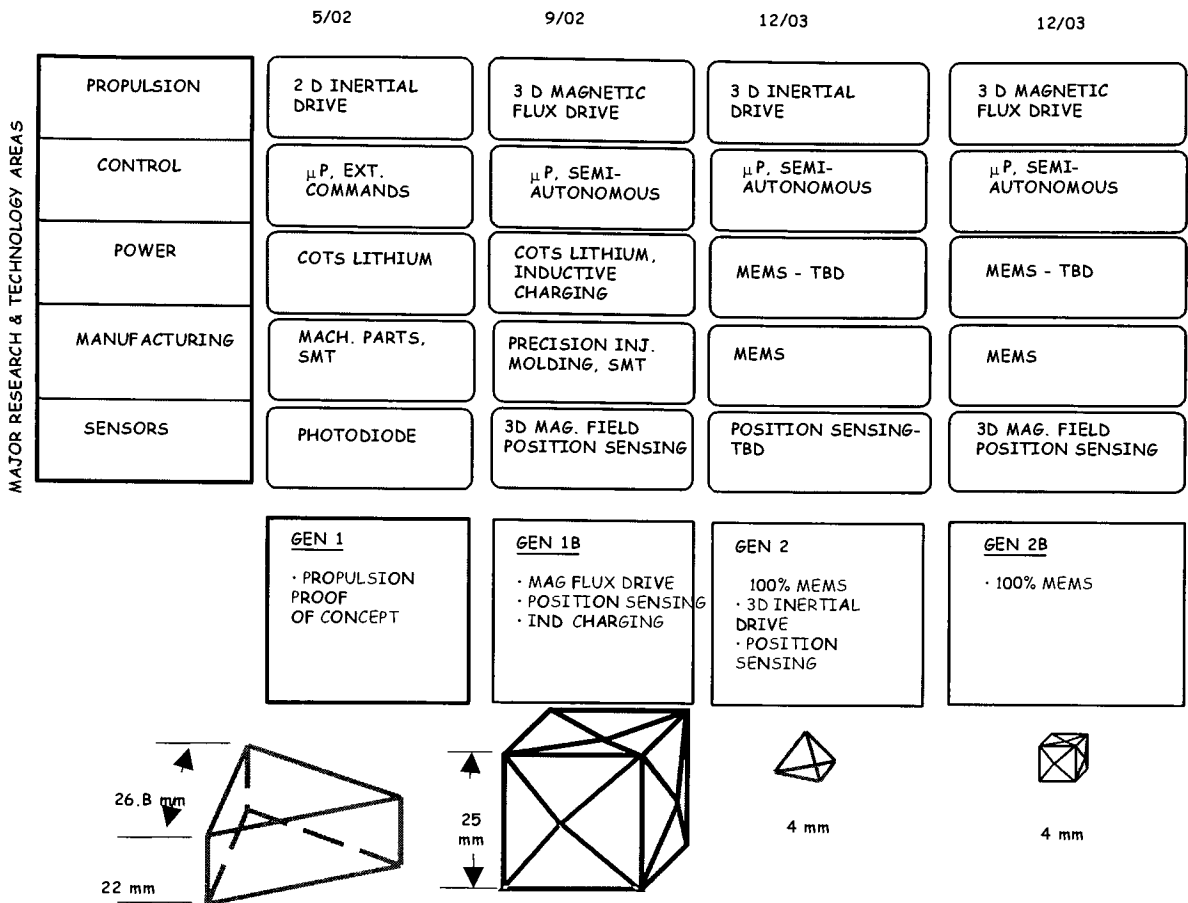 5/02
9/02
12/03
12/03
MAJOR RESEARCH & TECHNOLOGY AREAS
PROPULSION
2 D INERTIAL
DRIVE
3 D MAGNETIC
FLUX DRIVE
3 D INERTIAL
DRIVE
3 D MAGNETIC
FLUX DRIVE
CONTROL
μP, EXT.
COMMANDS
μP, SEMI-
AUTONOMOUS
μP, SEMI-
AUTONOMOUS
μP, SEMI-
AUTONOMOUS
POWER
COTS LITHIUM
COTS LITHIUM,
INDUCTIVE
CHARGING
MEMS - TBD
MEMS - TBD
MANUFACTURING
MACH. PARTS,
SMT
PRECISION INJ.
MOLDING, SMT
MEMS
MEMS
SENSORS
PHOTODIODE
3D MAG. FIELD
POSITION SENSING
POSITION SENSING-
TBD
3D MAG. FIELD
POSITION SENSING
GEN 1
· PROPULSION
PROOF
OF CONCEPT
GEN 1B
· MAG FLUX DRIVE
· POSITION SENSING
· IND CHARGING
GEN 2
100% MEMS
· 3D INERTIAL
DRIVE
· POSITION
SENSING
GEN 2B
· 100% MEMS
26.8 mm
22 mm
25
mm
4 mm
4 mm